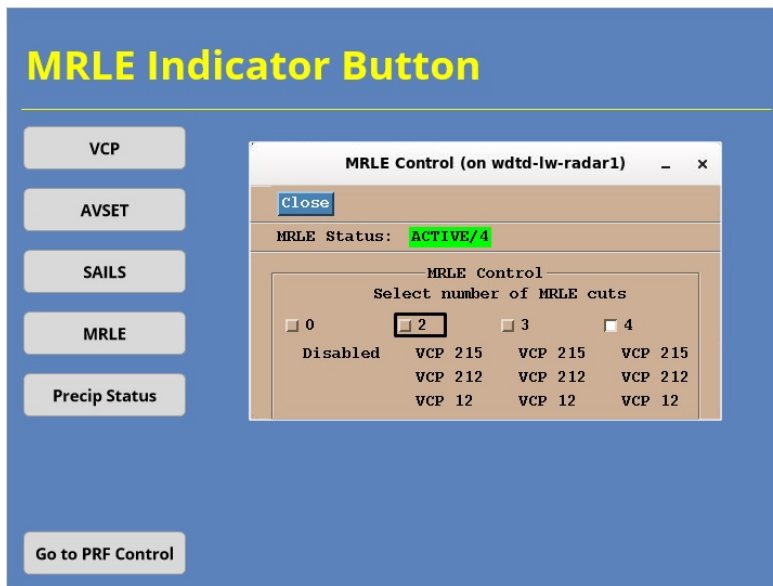 MRLE Indicator Button
VCP
AVSET
SAILS
MRLE
Precip Status
Go to PRF Control
MRLE Control (on wdtd-lw-radar1) _ x
Close
MRLE Status: ACTIVE/4
MRLE Control
Select number of MRLE cuts
0 2 3 4
Disabled VCP 215 VCP 215 VCP 215
VCP 212 VCP 212 VCP 212
VCP 12 VCP 12 VCP 12